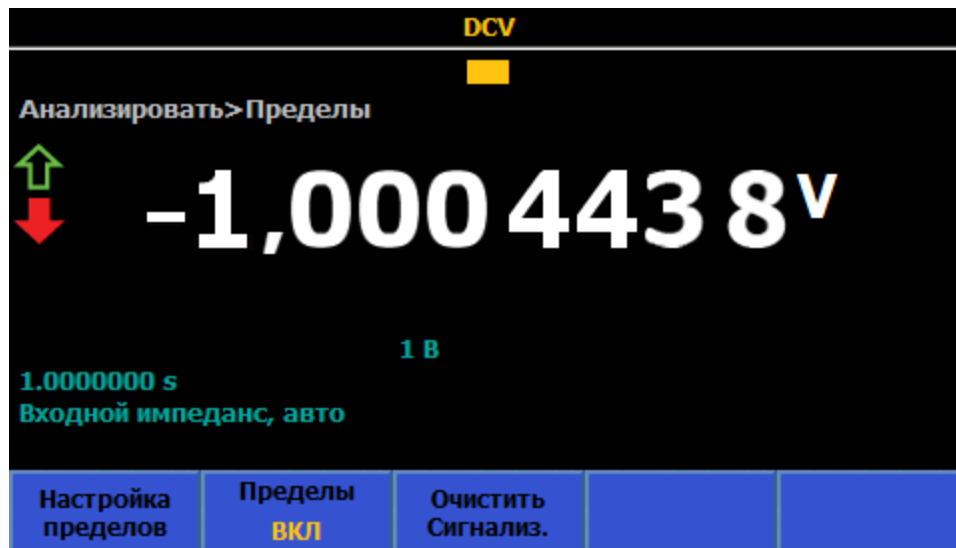 DCV
Анализировать>Пределы
-1,000 443 8 V
1 В
1.0000000 s
Входной импеданс, авто
Настройка пределов
Пределы ВКЛ
Очистить Сигнализ.